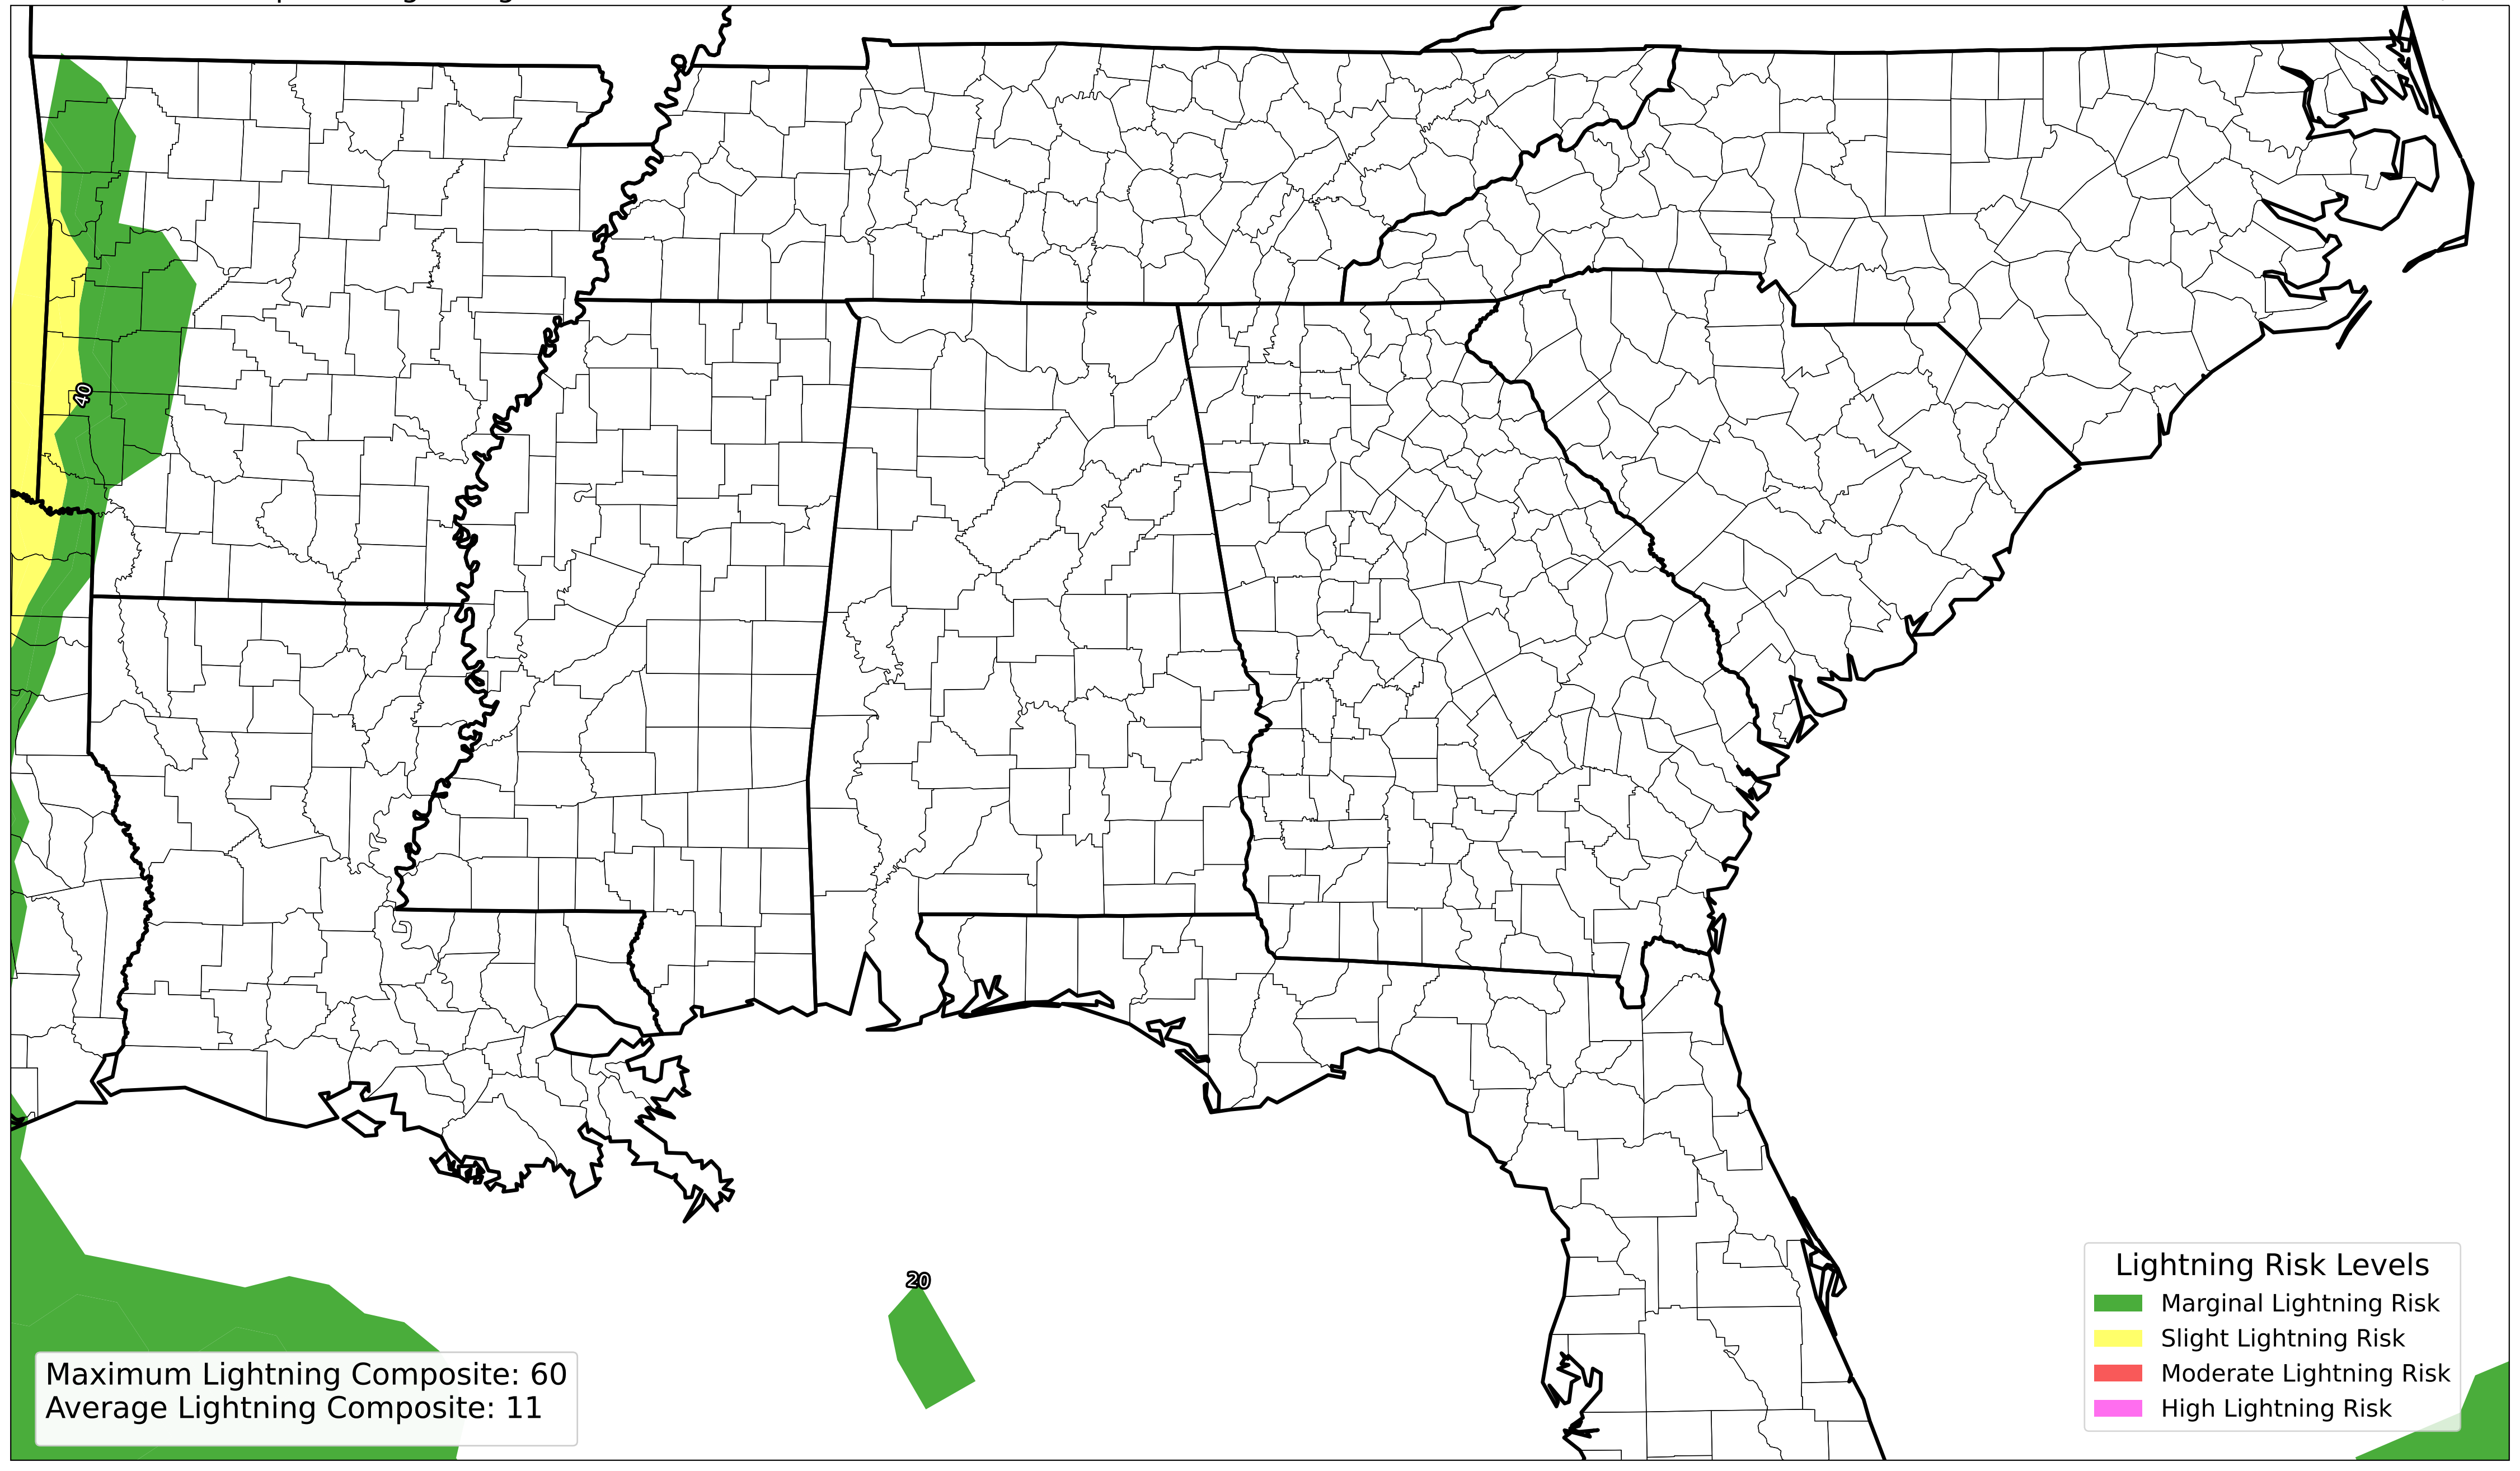 40
20
Maximum Lightning Composite: 60
Average Lightning Composite: 11
Lightning Risk Levels
Marginal Lightning Risk
Slight Lightning Risk
Moderate Lightning Risk
High Lightning Risk